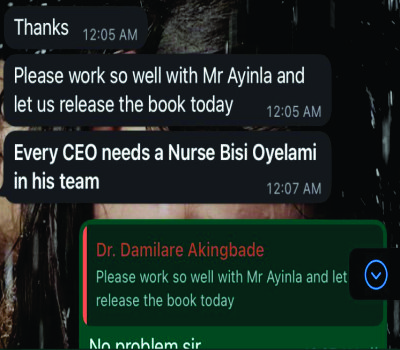 Thanks 12:05 AM
Please work so well with Mr Ayinla and
let us release the book today 12:05 AM
Every CEO needs a Nurse Bisi Oyelami
in his team 12:07 AM
Dr. Damilare Akingbade
Please work so well with Mr Ayinla and let
release the book today
No problem sir